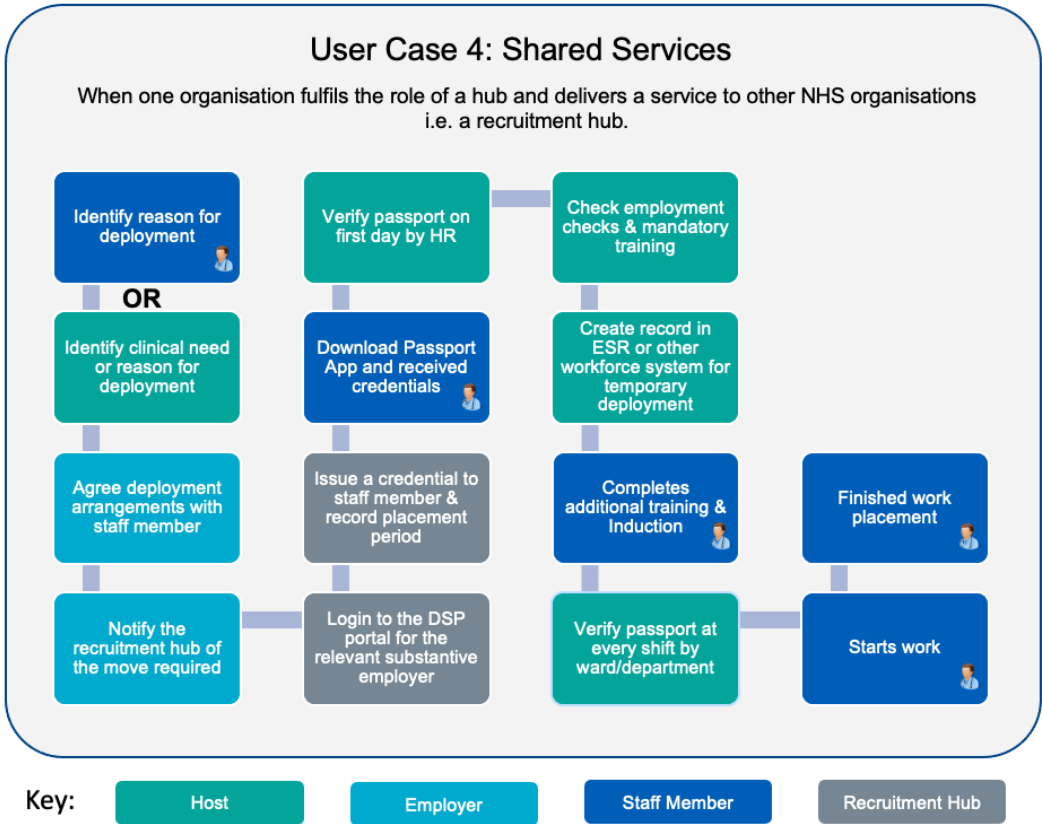 User Case 4: Shared Services
When one organisation fulfils the role of a hub and delivers a service to other NHS organisations
i.e. a recruitment hub.
Identify reason for
deployment
OR
Identify clinical need
or reason for
deployment
Agree deployment
arrangements with
staff member
Notify the
recruitment hub of
the move required
Login to the DSP
portal for the
relevant substantive
employer
Issue a credential to
staff member &
record placement
period
Download Passport
App and received
credentials
Verify passport on
first day by HR
Check employment
checks & mandatory
training
Create record in
ESR or other
workforce system for
temporary
deployment
Completes
additional training &
Induction
Verify passport at
every shift by
ward/department
Starts work
Finished work
placement
Key:
Host
Employer
Staff Member
Recruitment Hub